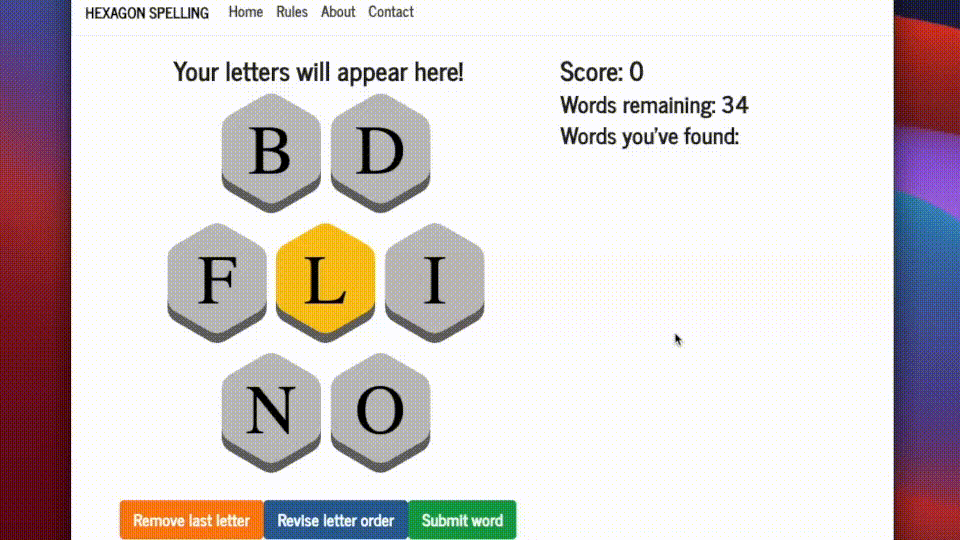 HEXAGON SPELLING Home Rules About Contact
Your letters will appear here!
B D
F L I
N O
Remove last letter Revise letter order Submit word
Score: 0
Words remaining: 34
Words you've found: